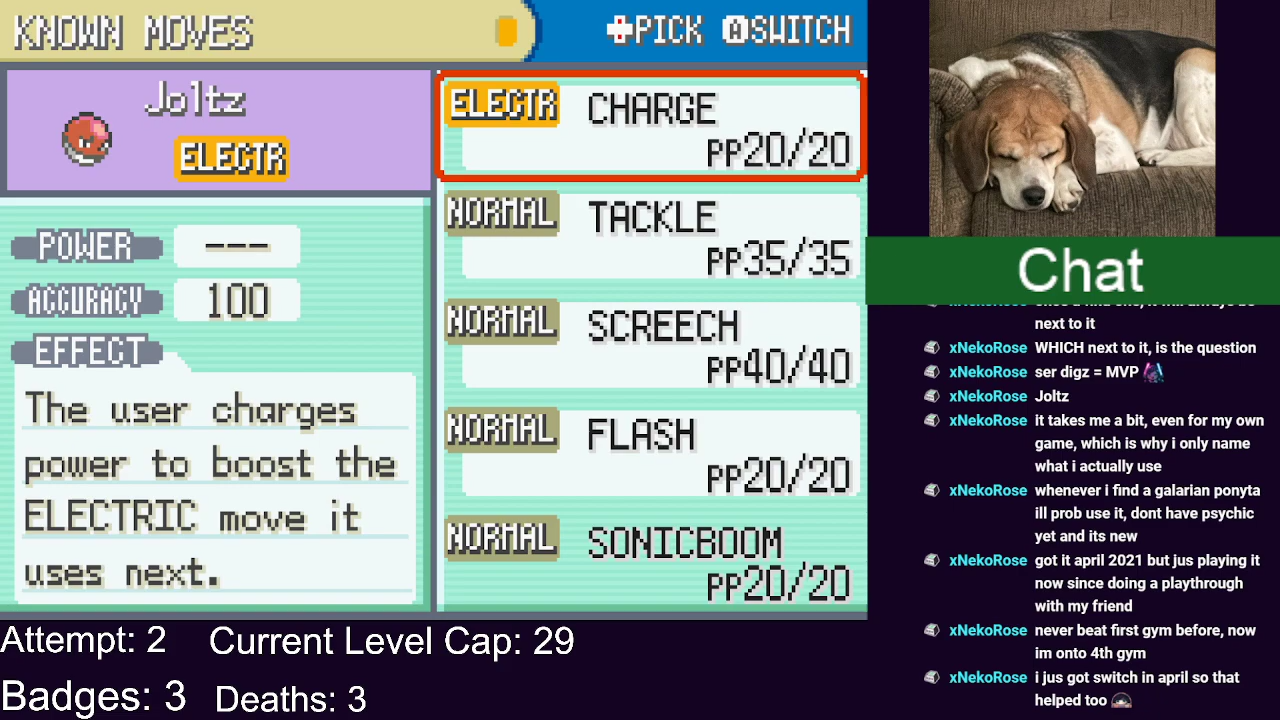 KNOWN MOVES
PICK SWITCH
Joltz
ELECTR
POWER ---
ACCURACY 100
EFFECT
The user charges
power to boost the
ELECTRIC move it
uses next.
ELECTR CHARGE
PP20/20
NORMAL TACKLE
PP35/35
NORMAL SCREECH
PP40/40
NORMAL FLASH
PP20/20
NORMAL SONICBOOM
PP20/20
Attempt: 2 Current Level Cap: 29
Badges: 3 Deaths: 3
Chat
next to it
xNekoRose WHICH next to it, is the question
xNekoRose ser digz = MVP
xNekoRose Joltz
xNekoRose it takes me a bit, even for my own
game, which is why i only name
what i actually use
xNekoRose whenever i find a galarian ponyta
ill prob use it, dont have psychic
yet and its new
xNekoRose got it april 2021 but jus playing it
now since doing a playthrough
with my friend
xNekoRose never beat first gym before, now
im onto 4th gym
xNekoRose i jus got switch in april so that
helped too